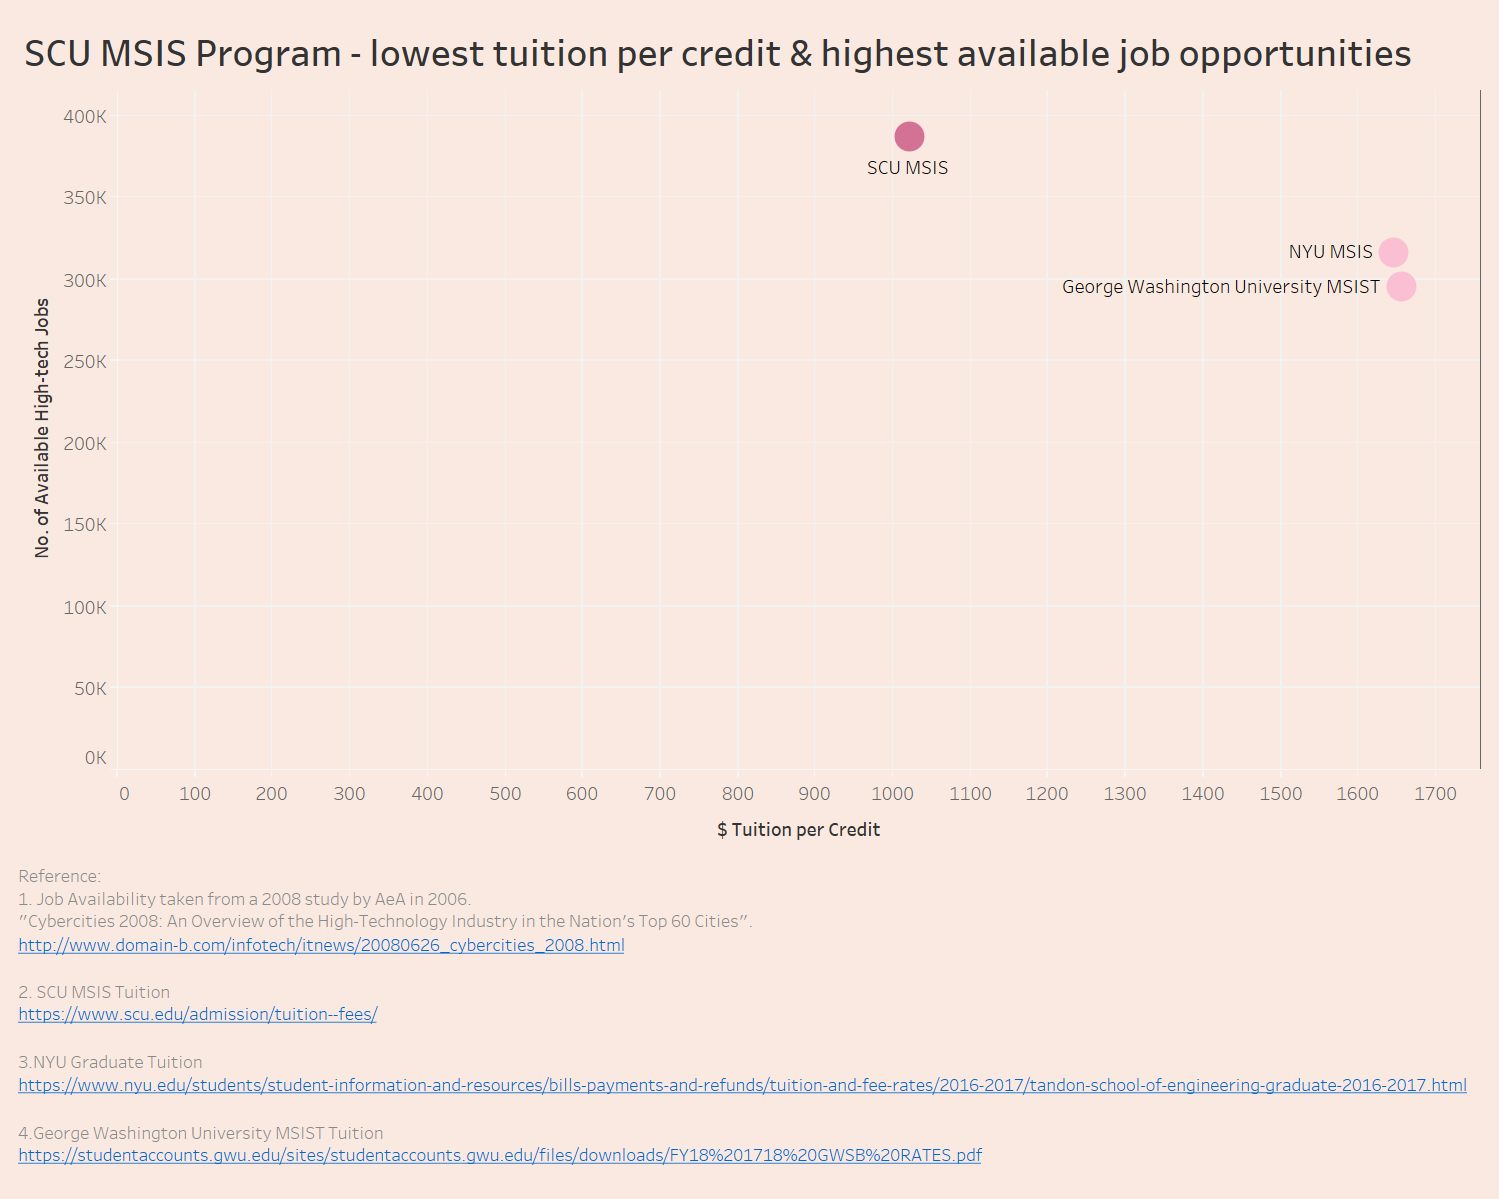 SCU MSIS Program - lowest tuition per credit & highest available job opportunities
400K
350K
300K
250K
200K
150K
100K
50K
0K
No. of Available High-tech Jobs
SCU MSIS
NYU MSIS
George Washington University MSIST
0 100 200 300 400 500 600 700 800 900 1000 1100 1200 1300 1400 1500 1600 1700
$ Tuition per Credit
Reference:
1. Job Availability taken from a 2008 study by AeA in 2006.
"Cybercities 2008: An Overview of the High-Technology Industry in the Nation's Top 60 Cities".
http://www.domain-b.com/infotech/itnews/20080626_cybercities_2008.html
2. SCU MSIS Tuition
https://www.scu.edu/admission/tuition--fees/
3.NYU Graduate Tuition
https://www.nyu.edu/students/student-information-and-resources/bills-payments-and-refunds/tuition-and-fee-rates/2016-2017/tandon-school-of-engineering-graduate-2016-2017.html
4.George Washington University MSIST Tuition
https://studentaccounts.gwu.edu/sites/studentaccounts.gwu.edu/files/downloads/FY18%201718%20GWSB%20RATES.pdf